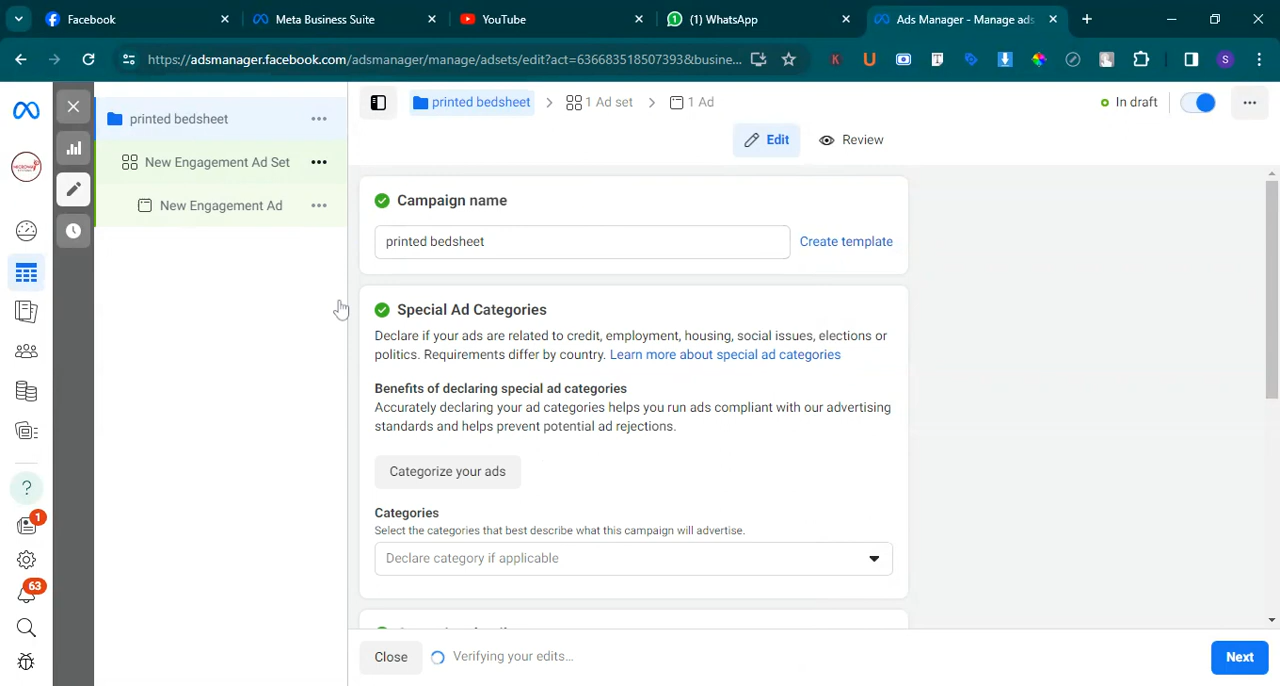 Facebook
Meta Business Suite
YouTube
(1) WhatsApp
Ads Manager - Manage ads
https://adsmanager.facebook.com/adsmanager/manage/adsets/edit?act=636683518507393&busine...
K
U
T
S
printed bedsheet
New Engagement Ad Set
New Engagement Ad
printed bedsheet
1 Ad set
1 Ad
In draft
Edit
Review
Campaign name
printed bedsheet
Create template
Special Ad Categories
Declare if your ads are related to credit, employment, housing, social issues, elections or
politics. Requirements differ by country. Learn more about special ad categories
Benefits of declaring special ad categories
Accurately declaring your ad categories helps you run ads compliant with our advertising
standards and helps prevent potential ad rejections.
Categorize your ads
Categories
Select the categories that best describe what this campaign will advertise.
Declare category if applicable
1
63
Close
Verifying your edits...
Next